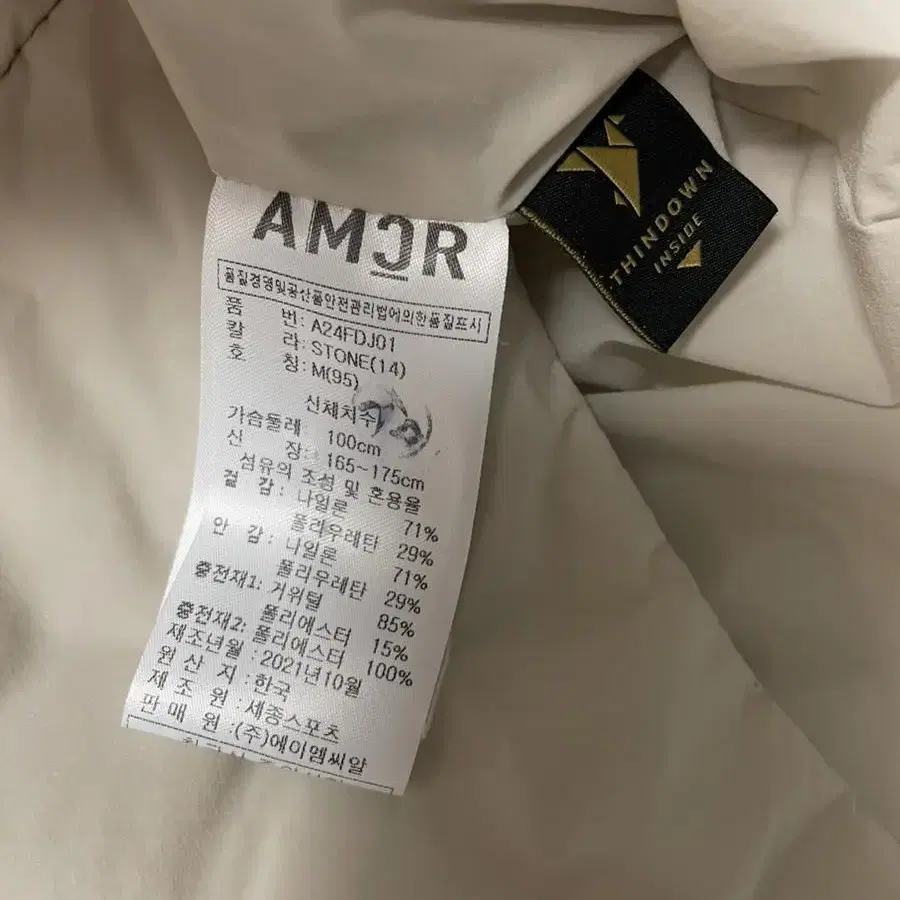 AMCR
품질경영및공산품안전관리법에의한품질표시
품 번: A24FDJ01
칼 라: STONE(14)
호 칭: M(95)
신체치수
가슴둘레 100cm
신 장: 165~175cm
섬유의 조성 및 혼용율
겉 감: 나일론 71%
폴리우레탄 29%
안 감: 나일론 71%
폴리우레탄 29%
충전재1: 거위털 85%
폴리에스터 15%
충전재2: 폴리에스터 100%
제조년월 : 2021년10월
원 산 지 : 한국
제 조 원 : 세종스포츠
판 매 원 : (주)에이엠씨알
THINDOWN
INSIDE